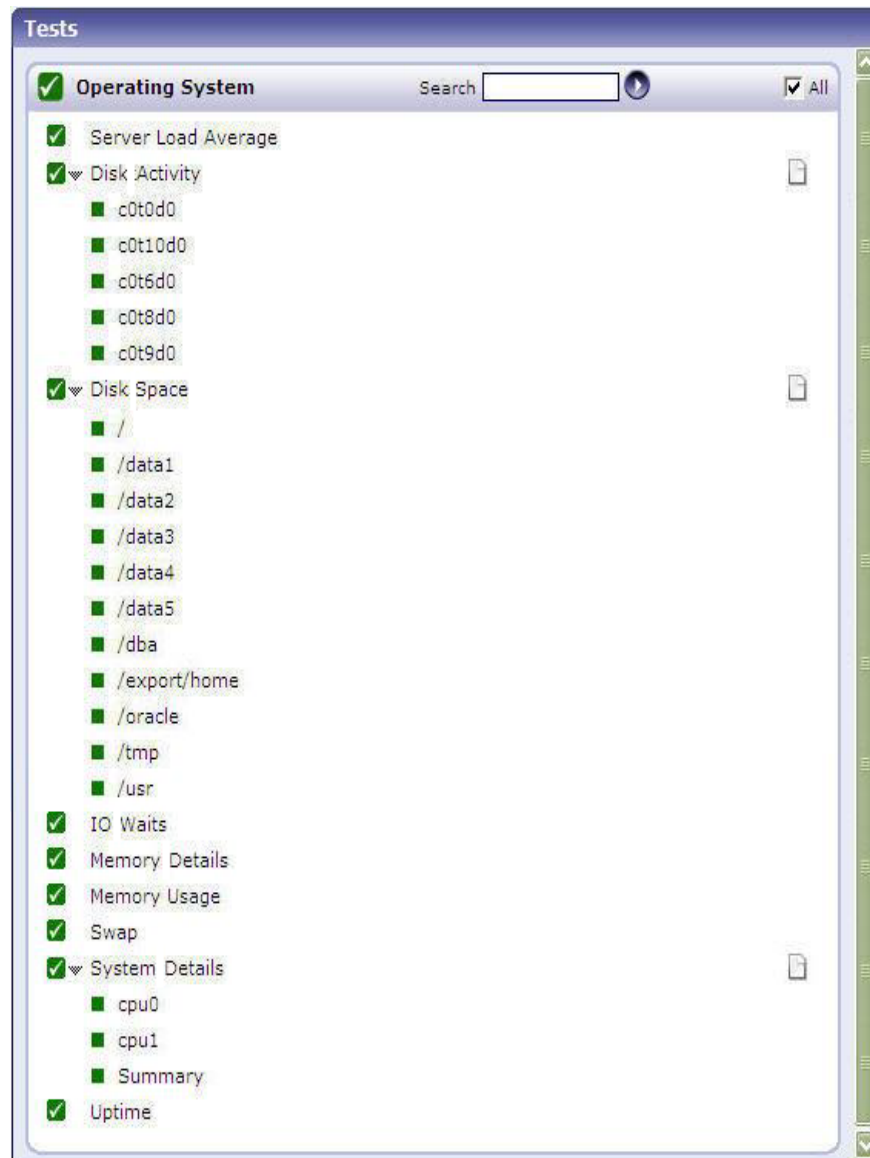 Tests
Operating System Search All
Server Load Average
Disk Activity
c0t0d0
c0t10d0
c0t6d0
c0t8d0
c0t9d0
Disk Space
/
/data1
/data2
/data3
/data4
/data5
/dba
/export/home
/oracle
/tmp
/usr
IO Waits
Memory Details
Memory Usage
Swap
System Details
cpu0
cpu1
Summary
Uptime